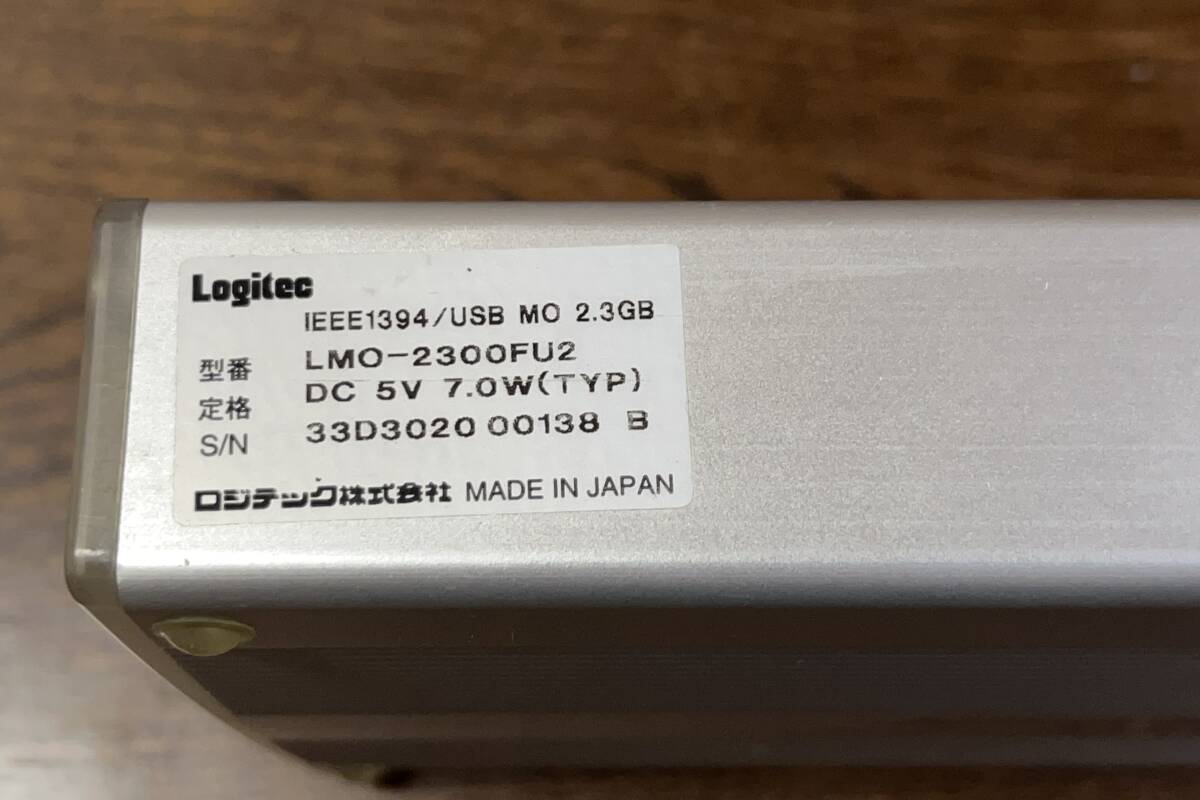 Logitec
IEEE1394/USB MO 2.3GB
型番 LMO-2300FU2
定格 DC 5V 7.0W(TYP)
S/N 33D3020 00138 B
ロジテック株式会社 MADE IN JAPAN